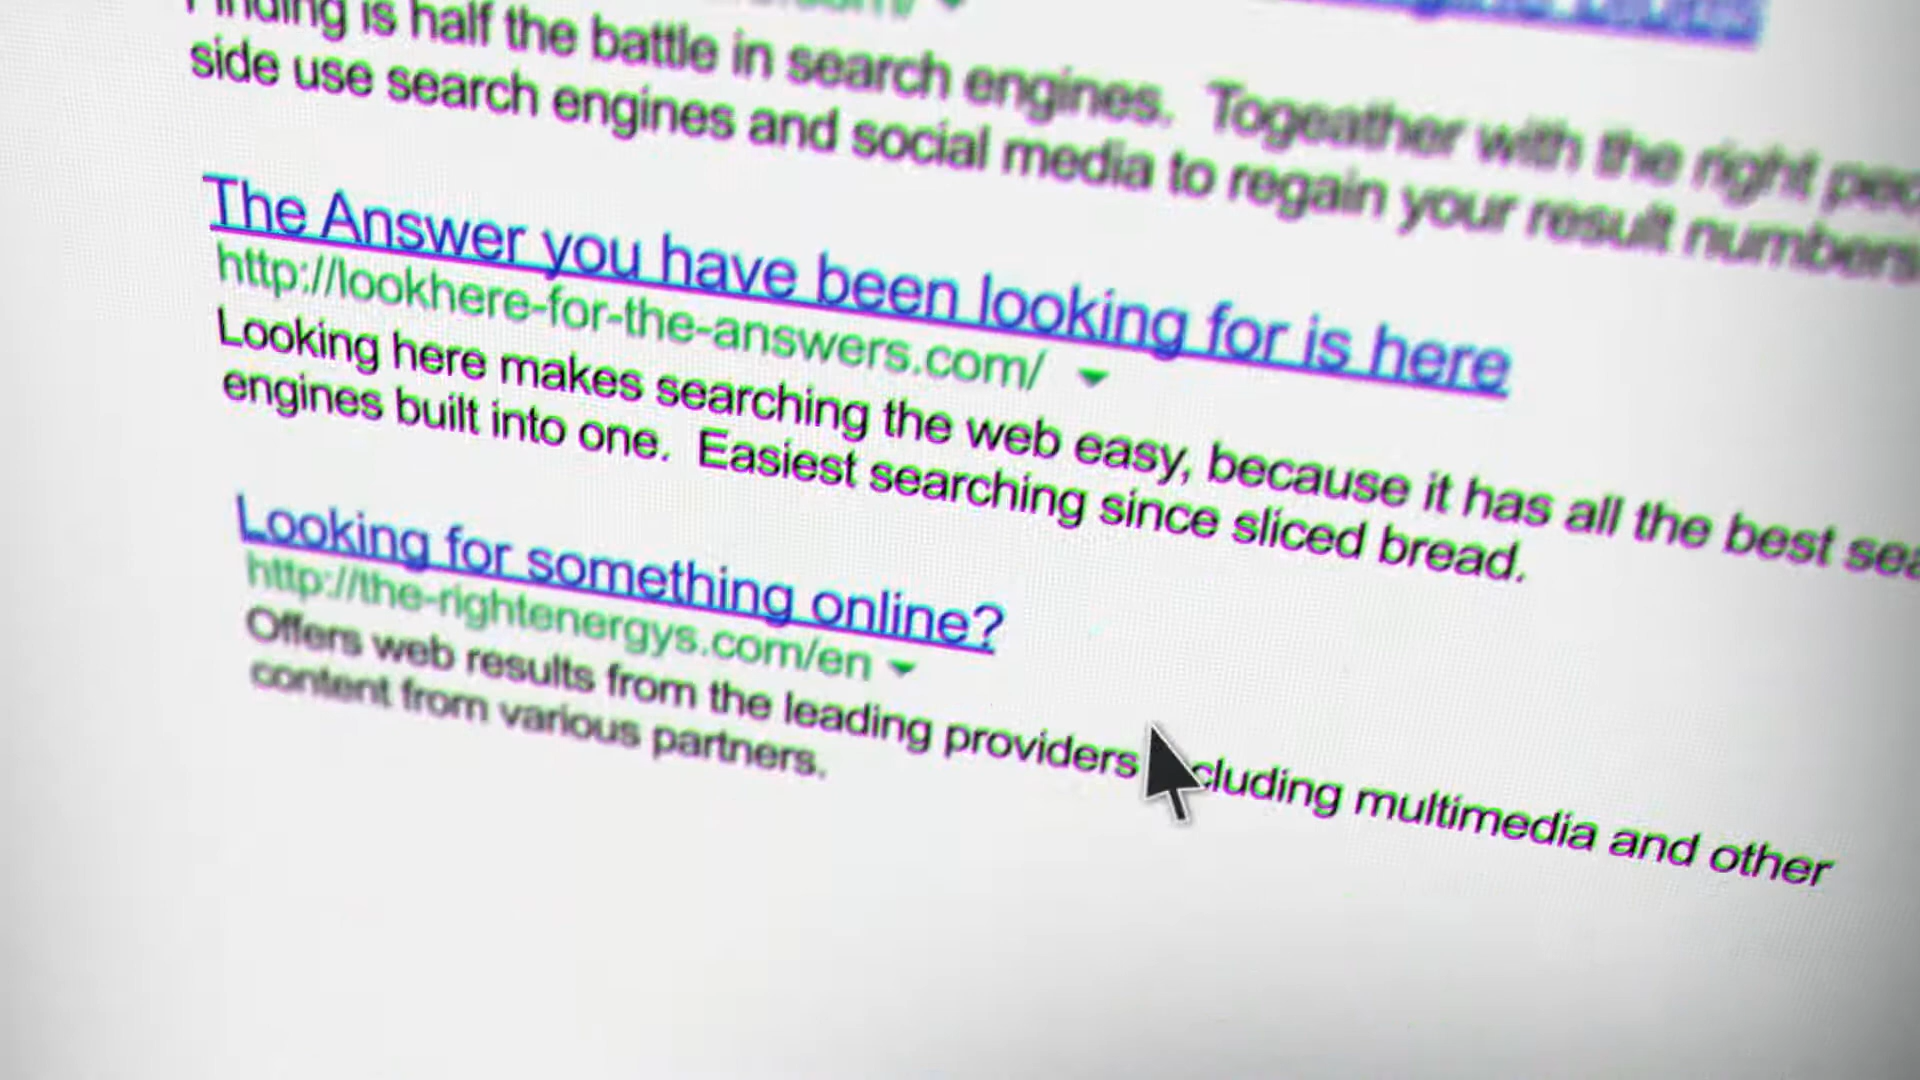 Finding is half the battle in search engines. Togeather with the right
side use search engines and social media to regain your result numbers
The Answer you have been looking for is here
http://lookhere-for-the-answers.com/
Looking here makes searching the web easy, because it has all the best
engines built into one. Easiest searching since sliced bread.
Looking for something online?
http://the-rightenergys.com/en
Offers web results from the leading providers cluding multimedia and other
content from various partners.